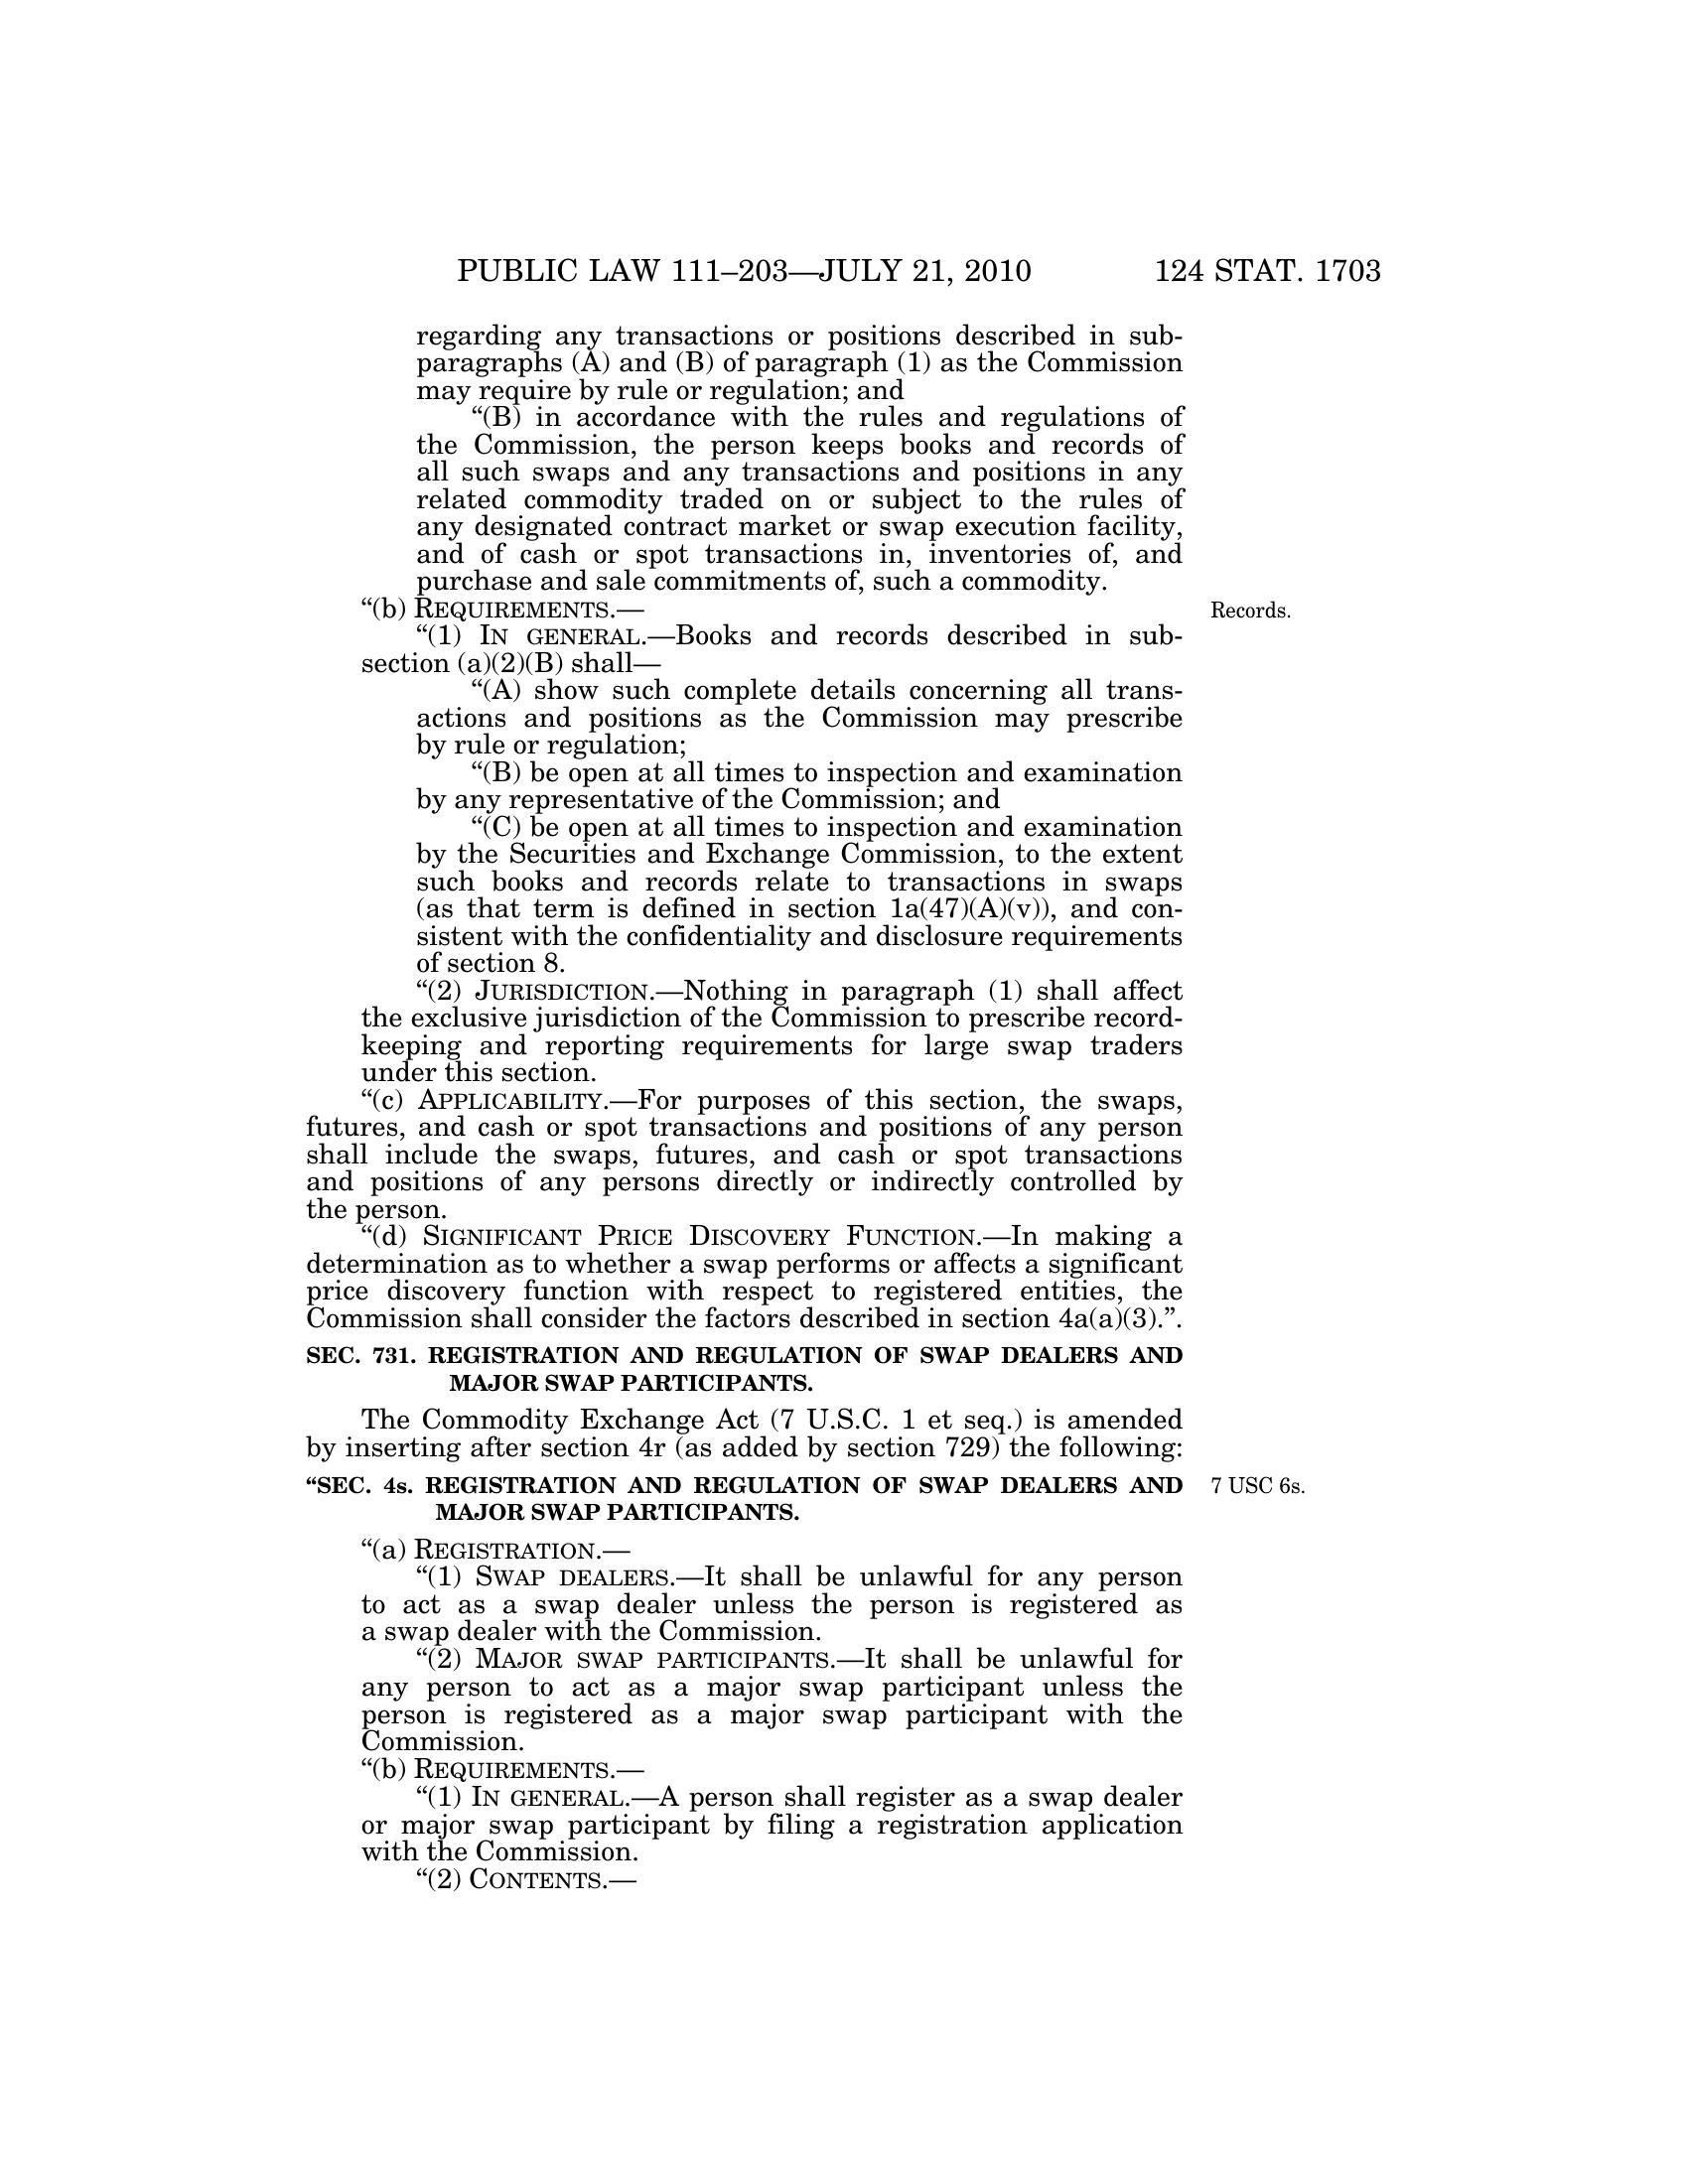 PUBLIC LAW 111–203—JULY 21, 2010 124 STAT. 1703
regarding any transactions or positions described in sub-
paragraphs (A) and (B) of paragraph (1) as the Commission
may require by rule or regulation; and
“(B) in accordance with the rules and regulations of
the Commission, the person keeps books and records of
all such swaps and any transactions and positions in any
related commodity traded on or subject to the rules of
any designated contract market or swap execution facility,
and of cash or spot transactions in, inventories of, and
purchase and sale commitments of, such a commodity.
“(b) REQUIREMENTS.— Records.
“(1) IN GENERAL.—Books and records described in sub-
section (a)(2)(B) shall—
“(A) show such complete details concerning all trans-
actions and positions as the Commission may prescribe
by rule or regulation;
“(B) be open at all times to inspection and examination
by any representative of the Commission; and
“(C) be open at all times to inspection and examination
by the Securities and Exchange Commission, to the extent
such books and records relate to transactions in swaps
(as that term is defined in section 1a(47)(A)(v)), and con-
sistent with the confidentiality and disclosure requirements
of section 8.
“(2) JURISDICTION.—Nothing in paragraph (1) shall affect
the exclusive jurisdiction of the Commission to prescribe record-
keeping and reporting requirements for large swap traders
under this section.
“(c) APPLICABILITY.—For purposes of this section, the swaps,
futures, and cash or spot transactions and positions of any person
shall include the swaps, futures, and cash or spot transactions
and positions of any persons directly or indirectly controlled by
the person.
“(d) SIGNIFICANT PRICE DISCOVERY FUNCTION.—In making a
determination as to whether a swap performs or affects a significant
price discovery function with respect to registered entities, the
Commission shall consider the factors described in section 4a(a)(3).”.
SEC. 731. REGISTRATION AND REGULATION OF SWAP DEALERS AND
MAJOR SWAP PARTICIPANTS.
The Commodity Exchange Act (7 U.S.C. 1 et seq.) is amended
by inserting after section 4r (as added by section 729) the following:
“SEC. 4s. REGISTRATION AND REGULATION OF SWAP DEALERS AND 7 USC 6s.
MAJOR SWAP PARTICIPANTS.
“(a) REGISTRATION.—
“(1) SWAP DEALERS.—It shall be unlawful for any person
to act as a swap dealer unless the person is registered as
a swap dealer with the Commission.
“(2) MAJOR SWAP PARTICIPANTS.—It shall be unlawful for
any person to act as a major swap participant unless the
person is registered as a major swap participant with the
Commission.
“(b) REQUIREMENTS.—
“(1) IN GENERAL.—A person shall register as a swap dealer
or major swap participant by filing a registration application
with the Commission.
“(2) CONTENTS.—